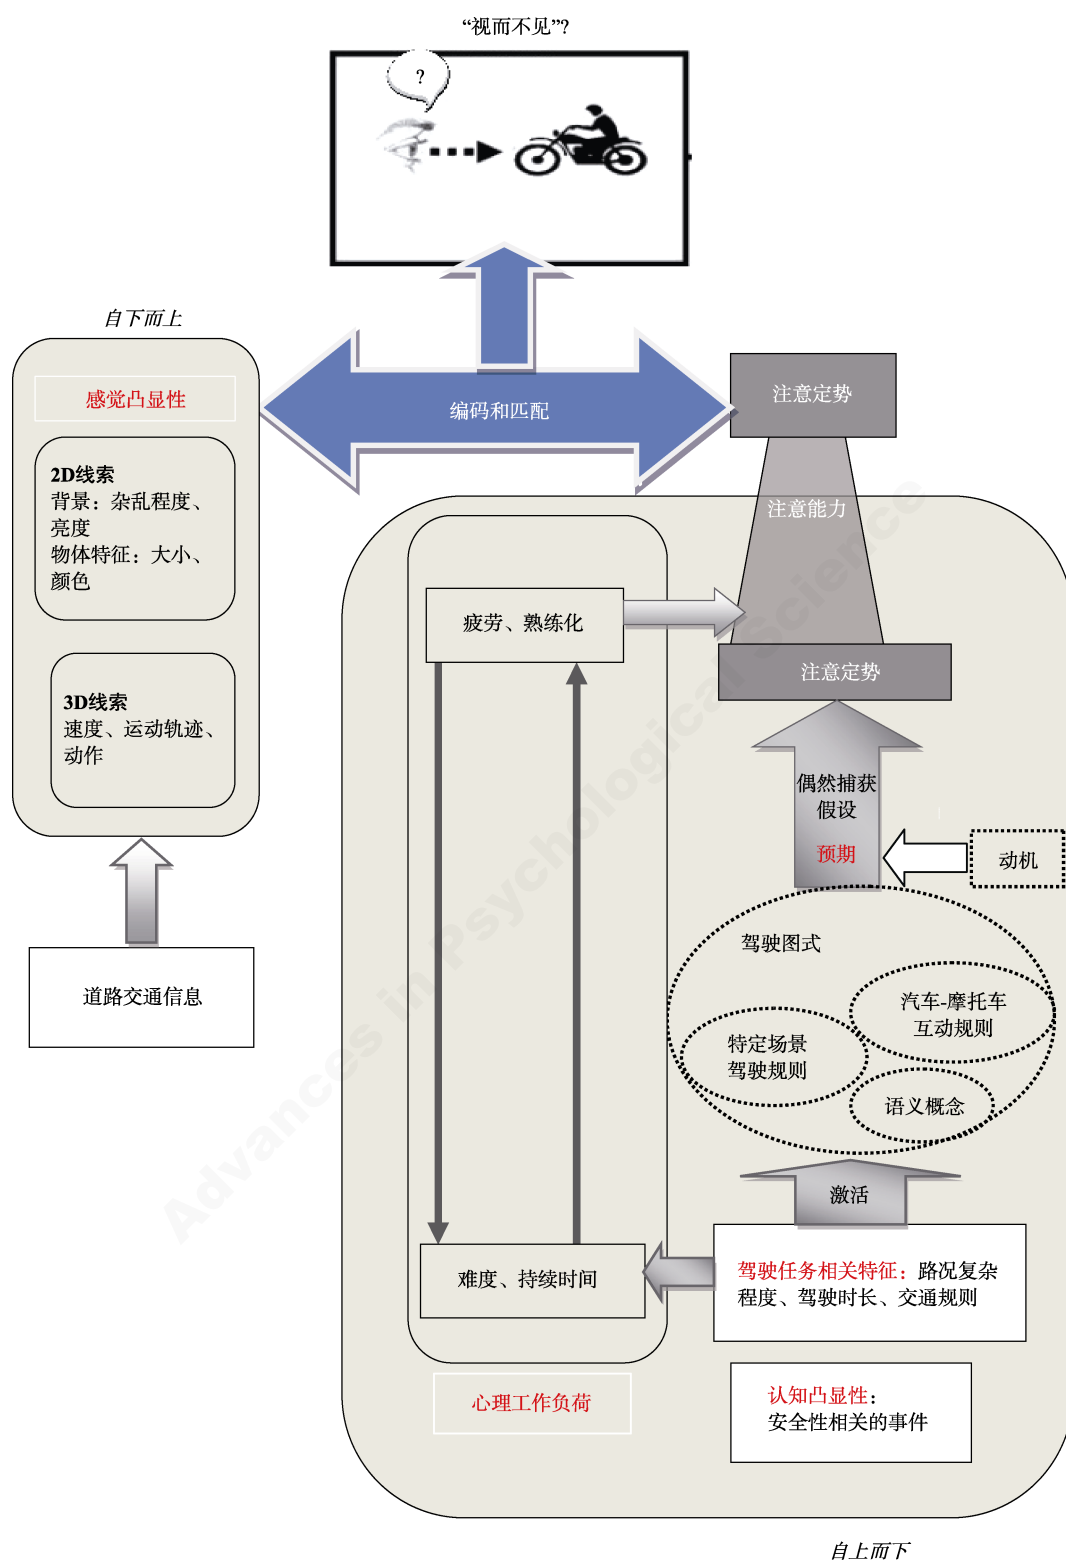 “视而不见”?
?
自下而上
感觉凸显性
2D线索
背景：杂乱程度、
亮度
物体特征：大小、
颜色
3D线索
速度、运动轨迹、
动作
道路交通信息
编码和匹配
注意定势
注意能力
疲劳、熟练化
注意定势
偶然捕获
假设
预期
动机
驾驶图式
汽车-摩托车
互动规则
特定场景
驾驶规则
语义概念
激活
难度、持续时间
驾驶任务相关特征：路况复杂
程度、驾驶时长、交通规则
心理工作负荷
认知凸显性：
安全性相关的事件
自上而下
Advances in Psychological Science